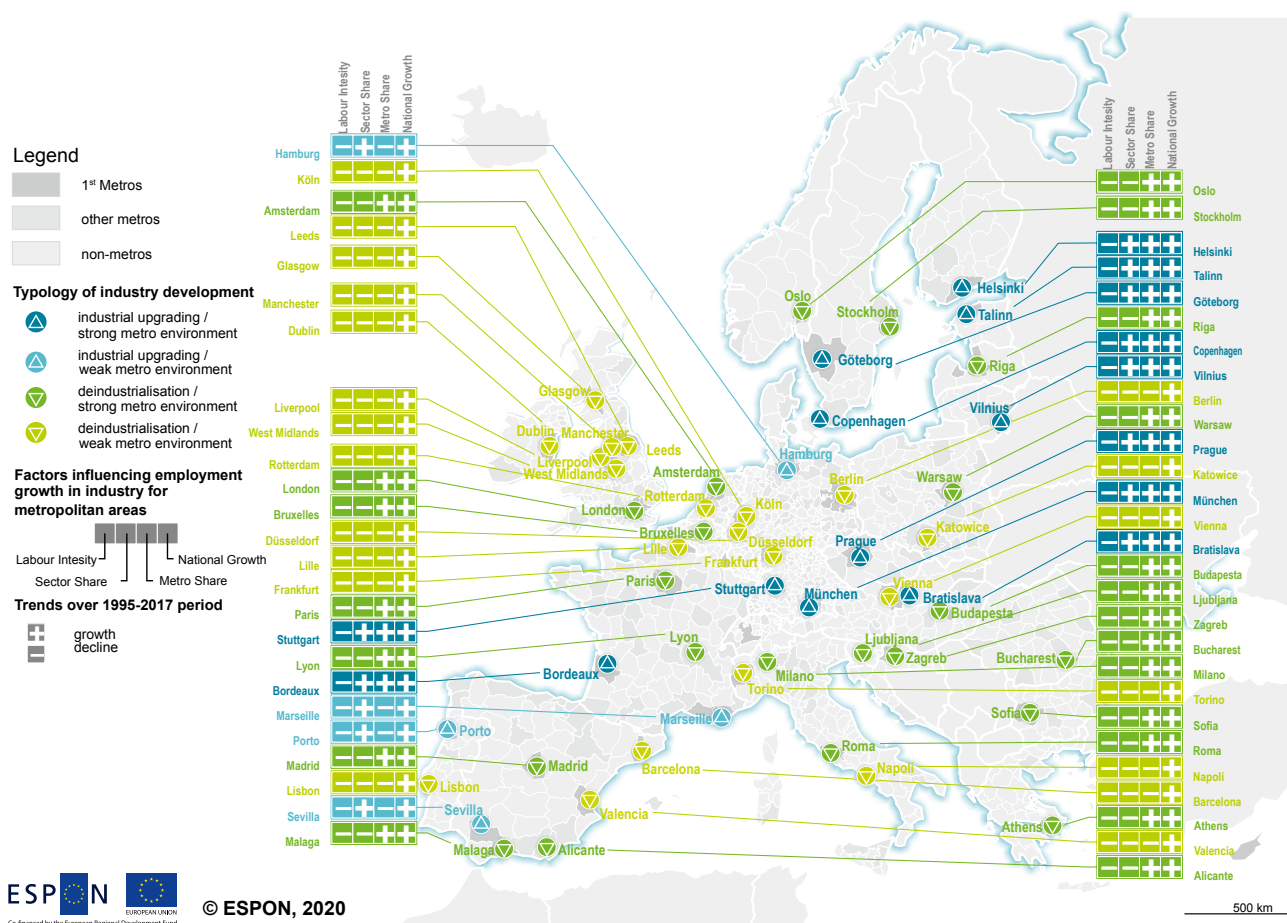 Labour Intesity
Sector Share
Metro Share
National Growth
Hamburg
Köln
Amsterdam
Leeds
Glasgow
Manchester
Dublin
Liverpool
West Midlands
Rotterdam
London
Bruxelles
Düsseldorf
Lille
Frankfurt
Paris
Stuttgart
Lyon
Bordeaux
Marseille
Porto
Madrid
Lisbon
Sevilla
Malaga
Legend
1st Metros
other metros
non-metros
Typology of industry development
industrial upgrading /
strong metro environment
industrial upgrading /
weak metro environment
deindustrialisation /
strong metro environment
deindustrialisation /
weak metro environment
Factors influencing employment
growth in industry for
metropolitan areas
Labour Intesity
National Growth
Sector Share
Metro Share
Trends over 1995-2017 period
growth
decline
Oslo
Stockholm
Helsinki
Talinn
Göteborg
Riga
Copenhagen
Vilnius
Glasgow
Dublin
Manchester
Leeds
Liverpool
West Midlands
Hamburg
Amsterdam
Berlin
Warsaw
Rotterdam
London
Köln
Bruxelles
Düsseldorf
Katowice
Lille
Frankfurt
Prague
Paris
Stuttgart
München
Vienna
Bratislava
Budapesta
Lyon
Ljubljana
Zagreb
Bucharest
Milano
Bordeaux
Torino
Marseille
Sofia
Porto
Roma
Madrid
Barcelona
Napoli
Lisbon
Sevilla
Valencia
Athens
Malaga
Alicante
Labour Intesity
Sector Share
Metro Share
National Growth
Oslo
Stockholm
Helsinki
Talinn
Göteborg
Riga
Copenhagen
Vilnius
Berlin
Warsaw
Prague
Katowice
München
Vienna
Bratislava
Budapesta
Ljubljana
Zagreb
Bucharest
Milano
Torino
Sofia
Roma
Napoli
Barcelona
Athens
Valencia
Alicante
ESPON
EUROPEAN UNION
Co-financed by the European Regional Development Fund
© ESPON, 2020
500 km